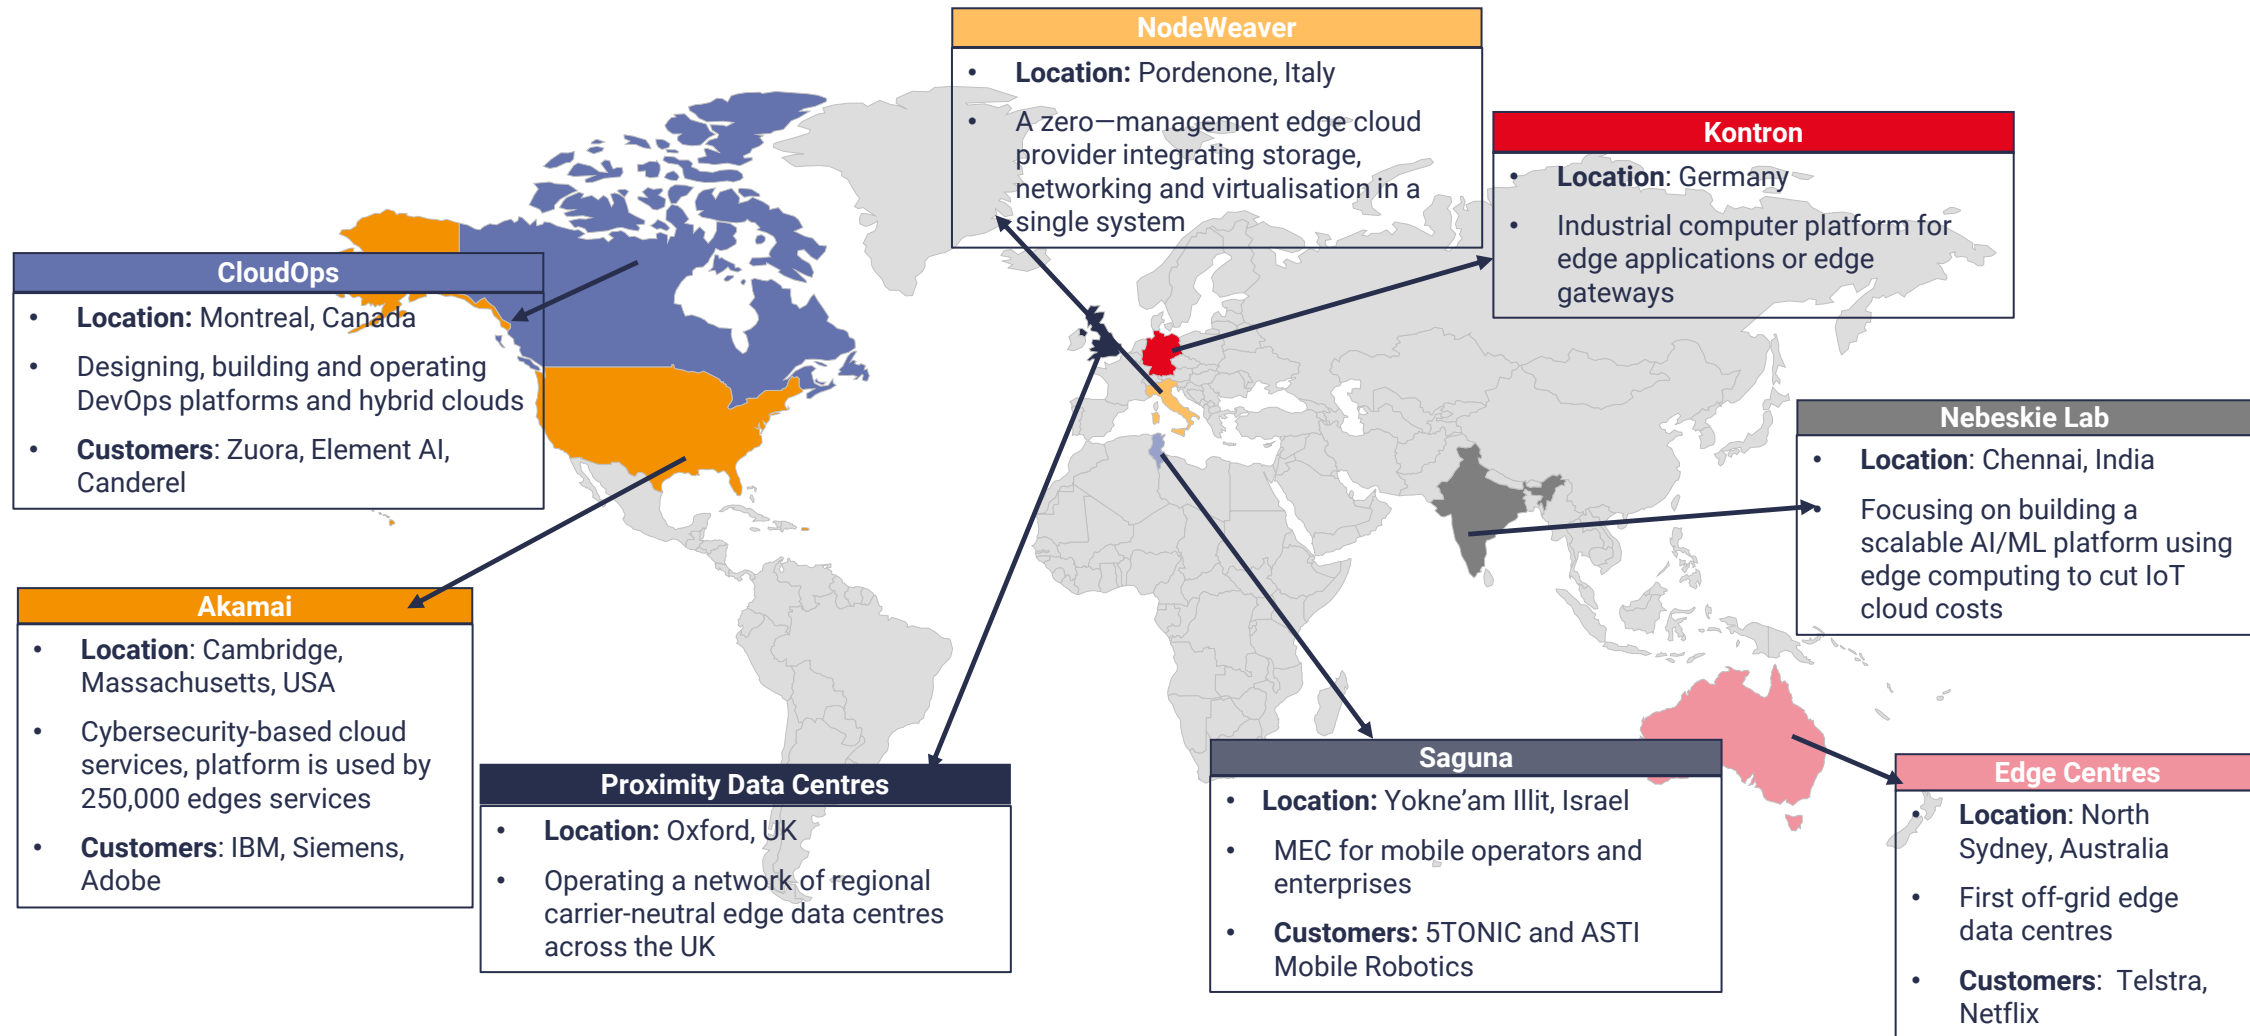 NodeWeaver
• Location: Pordenone, Italy
• A zero—management edge cloud
provider integrating storage,
networking and virtualisation in a
single system
Kontron
• Location: Germany
• Industrial computer platform for
edge applications or edge
gateways
CloudOps
• Location: Montreal, Canada
• Designing, building and operating
DevOps platforms and hybrid clouds
• Customers: Zuora, Element AI,
Canderel
Nebeskie Lab
• Location: Chennai, India
• Focusing on building a
scalable AI/ML platform using
edge computing to cut IoT
cloud costs
Akamai
• Location: Cambridge,
Massachusetts, USA
• Cybersecurity-based cloud
services, platform is used by
250,000 edges services
• Customers: IBM, Siemens,
Adobe
Proximity Data Centres
• Location: Oxford, UK
• Operating a network of regional
carrier-neutral edge data centres
across the UK
Saguna
• Location: Yokne’am Illit, Israel
• MEC for mobile operators and
enterprises
• Customers: 5TONIC and ASTI
Mobile Robotics
Edge Centres
• Location: North
Sydney, Australia
• First off-grid edge
data centres
• Customers: Telstra,
Netflix